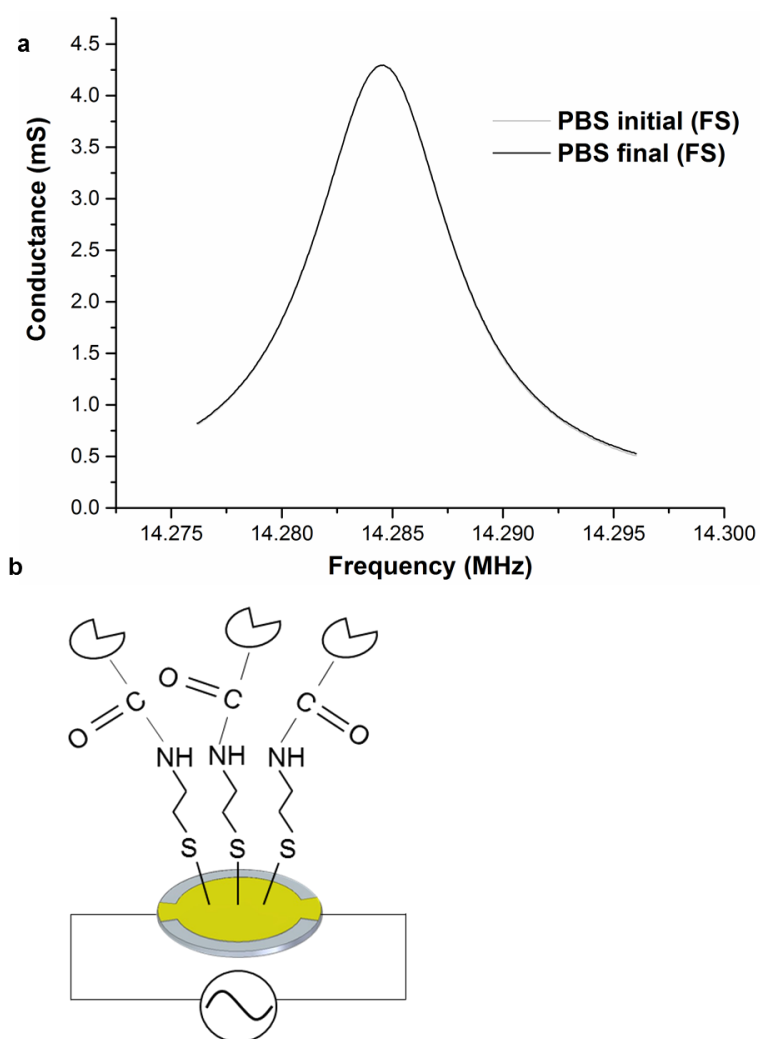 a
4.5
4.0
3.5
3.0
2.5
2.0
1.5
1.0
0.5
0.0
Conductance (mS)
PBS initial (FS)
PBS final (FS)
14.275 14.280 14.285 14.290 14.295 14.300
Frequency (MHz)
b
O C O C C O
NH NH NH
S S S